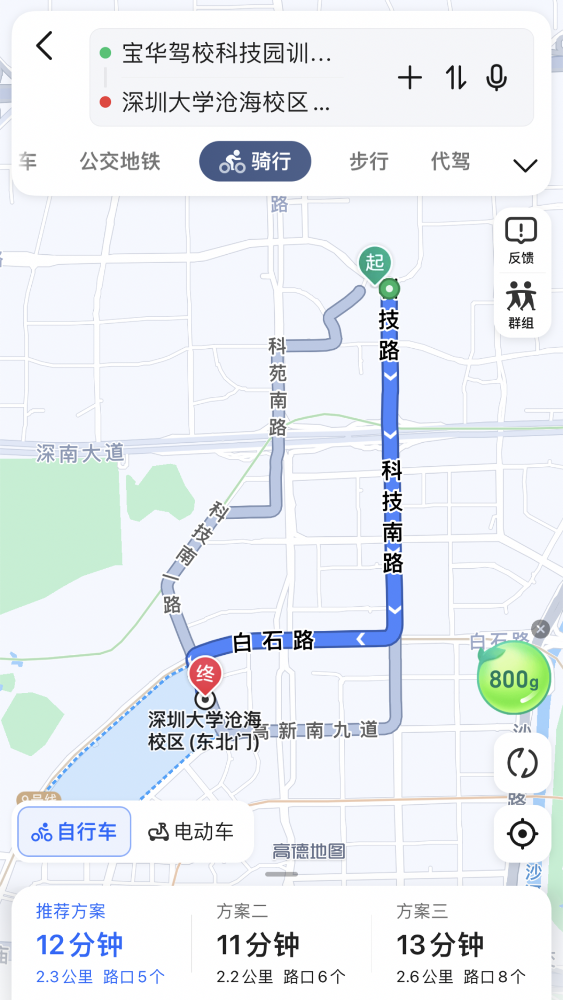 宝华驾校科技园训...
深圳大学沧海校区...
车
公交地铁
骑行
步行
代驾
路
反馈
群组
起
技路
科苑南路
深南大道
科技南路
科技南一路
白石路
白石路
800g
终
深圳大学沧海
校区(东北门)
高新南九道
沙
路
9号线
自行车
电动车
高德地图
沙
推荐方案
方案二
方案三
12分钟
11分钟
13分钟
2.3公里 路口5个
2.2公里 路口6个
2.6公里 路口8个